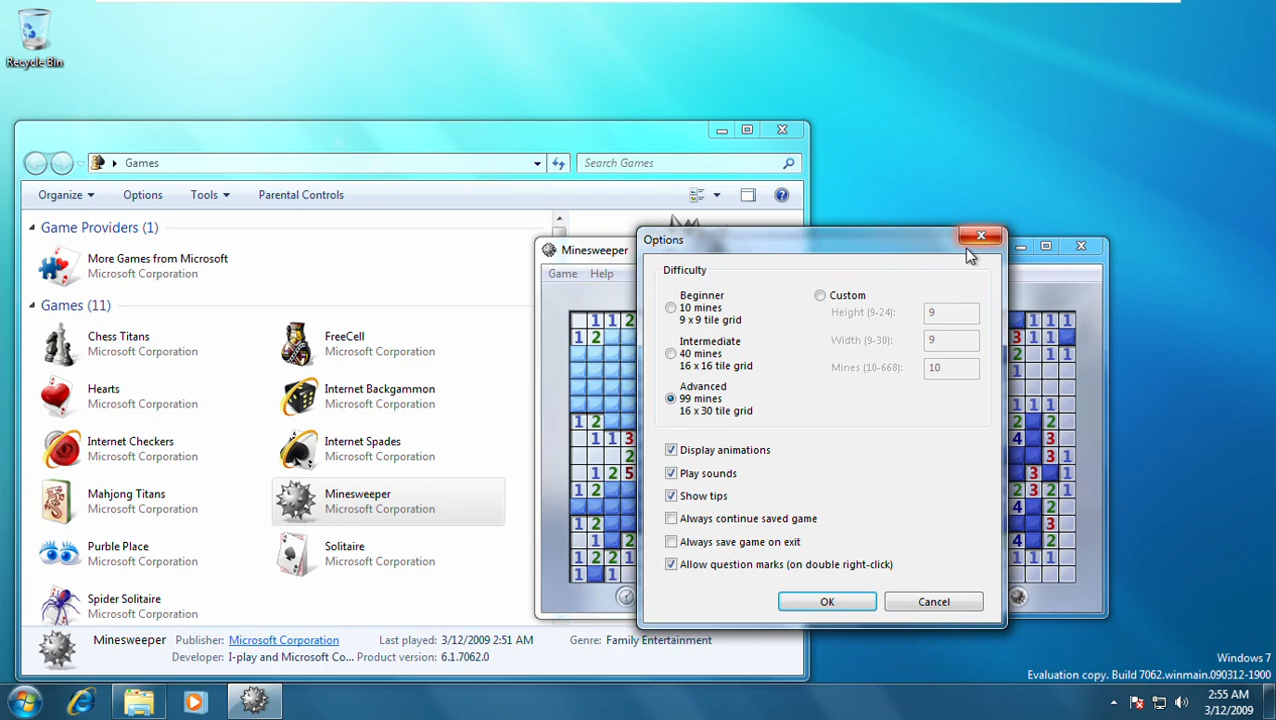 Recycle Bin
Games
Search Games
Organize
Options
Tools
Parental Controls
Game Providers (1)
More Games from Microsoft
Microsoft Corporation
Games (11)
Chess Titans
Microsoft Corporation
FreeCell
Microsoft Corporation
Hearts
Microsoft Corporation
Internet Backgammon
Microsoft Corporation
Internet Checkers
Microsoft Corporation
Internet Spades
Microsoft Corporation
Mahjong Titans
Microsoft Corporation
Minesweeper
Microsoft Corporation
Purble Place
Microsoft Corporation
Solitaire
Microsoft Corporation
Spider Solitaire
Microsoft Corporation
Minesweeper
Publisher: Microsoft Corporation
Last played: 3/12/2009 2:51 AM
Genre: Family Entertainment
Developer: I-play and Microsoft Co...
Product version: 6.1.7062.0
Minesweeper
Game Help
Options
Difficulty
Beginner
10 mines
9 x 9 tile grid
Intermediate
40 mines
16 x 16 tile grid
Advanced
99 mines
16 x 30 tile grid
Custom
Height (9-24): 9
Width (9-30): 9
Mines (10-668): 10
Display animations
Play sounds
Show tips
Always continue saved game
Always save game on exit
Allow question marks (on double right-click)
OK
Cancel
Windows 7
Evaluation copy. Build 7062.winmain.090312-1900
2:55 AM
3/12/2009